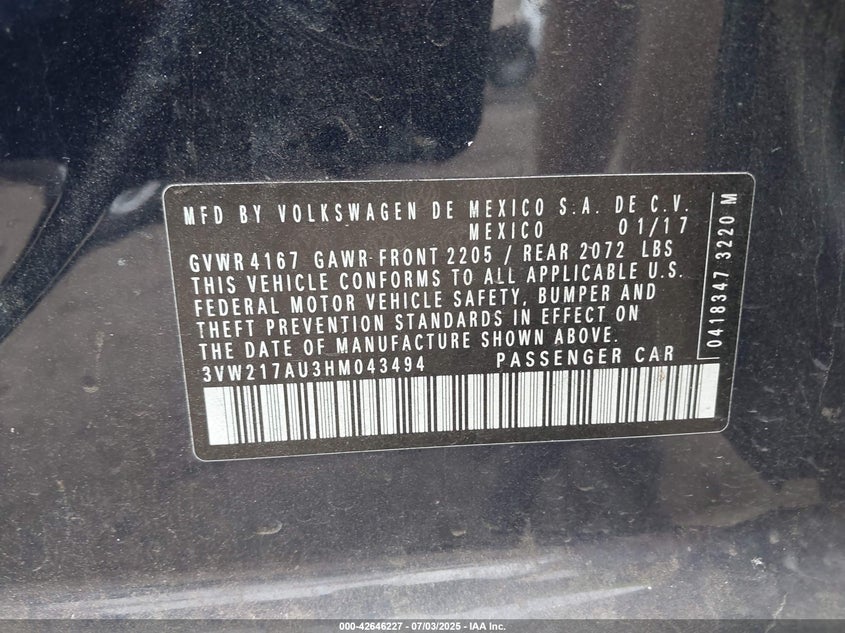 MFD BY VOLKSWAGEN DE MEXICO S.A. DE C.V.
MEXICO 01/17
GVWR 4167 GAWR-FRONT 2205 / REAR 2072 LBS
THIS VEHICLE CONFORMS TO ALL APPLICABLE U.S.
FEDERAL MOTOR VEHICLE SAFETY, BUMPER AND
THEFT PREVENTION STANDARDS IN EFFECT ON
THE DATE OF MANUFACTURE SHOWN ABOVE.
3VW217AU3HM043494 PASSENGER CAR
0418347 3220 M
000-42646227 - 07/03/2025 - IAA Inc.